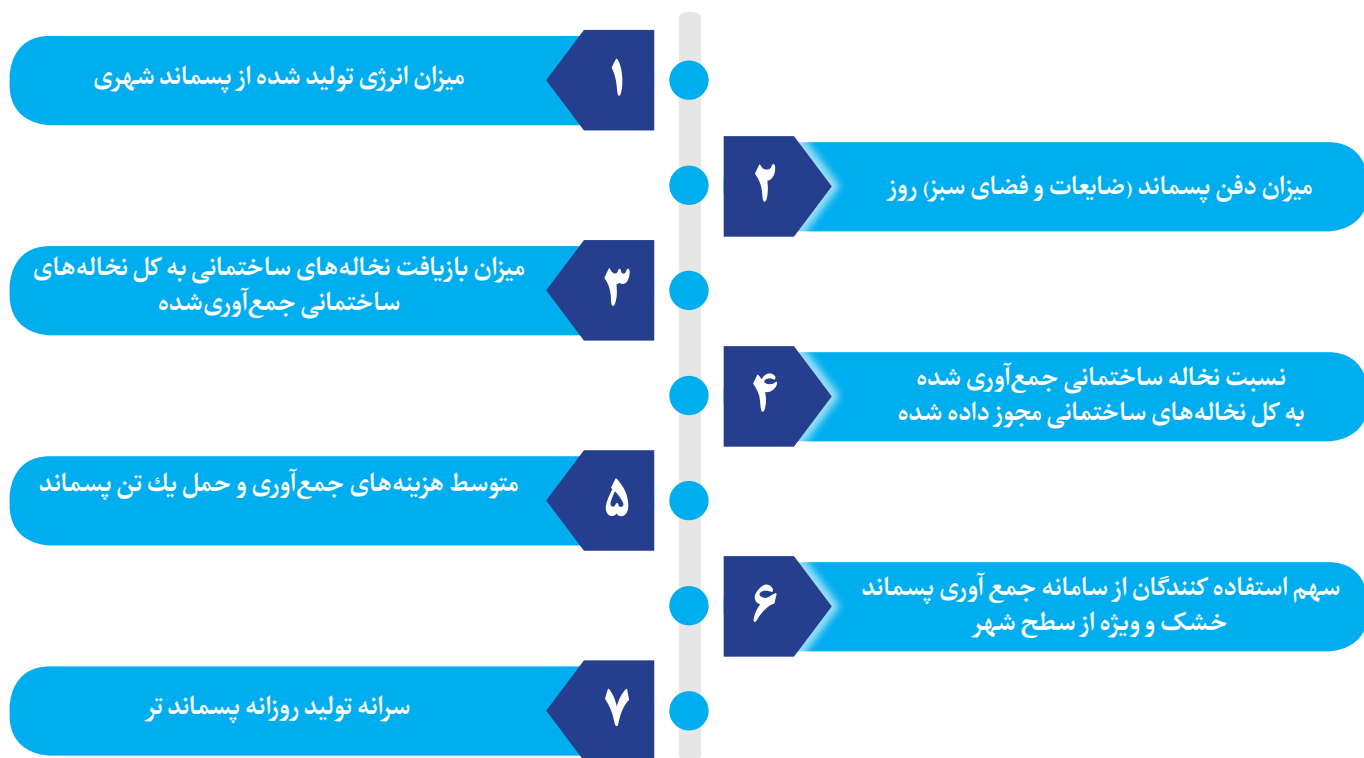 ۱
میزان انرژی تولید شده از پسماند شهری
۲
میزان دفن پسماند (ضایعات و فضای سبز) روز
۳
میزان بازیافت نخاله‌های ساختمانی به کل نخاله‌های
ساختمانی جمع‌آوری‌شده
۴
نسبت نخاله ساختمانی جمع‌آوری شده
به کل نخاله‌های ساختمانی مجوز داده شده
۵
متوسط هزینه‌های جمع‌آوری و حمل يك تن پسماند
۶
سهم استفاده کنندگان از سامانه جمع آوری پسماند
خشک و ویژه از سطح شهر
۷
سرانه تولید روزانه پسماند تر